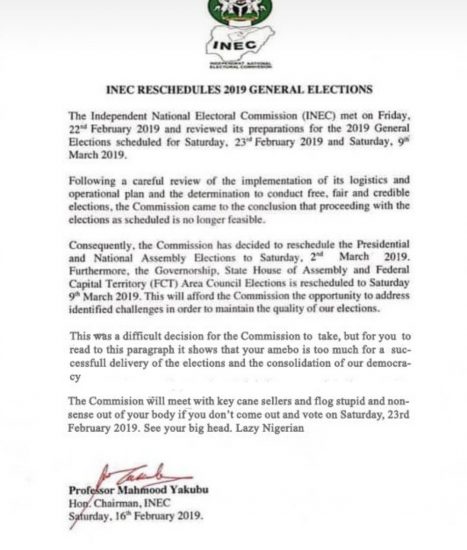 INEC
INDEPENDENT NATIONAL
ELECTORAL COMMISSION
INEC RESCHEDULES 2019 GENERAL ELECTIONS
The Independent National Electoral Commission (INEC) met on Friday,
22nd February 2019 and reviewed its preparations for the 2019 General
Elections scheduled for Saturday, 23rd February 2019 and Saturday, 9th
March 2019.
Following a careful review of the implementation of its logistics and
operational plan and the determination to conduct free, fair and credible
elections, the Commission came to the conclusion that proceeding with the
elections as scheduled is no longer feasible.
Consequently, the Commission has decided to reschedule the Presidential
and National Assembly Elections to Saturday, 2nd March 2019.
Furthermore, the Governorship, State House of Assembly and Federal
Capital Territory (FCT) Area Council Elections is rescheduled to Saturday
9th March 2019. This will afford the Commission the opportunity to address
identified challenges in order to maintain the quality of our elections.
This was a difficult decision for the Commission to take, but for you to
read to this paragraph it shows that your amebo is too much for a suc-
cessfull delivery of the elections and the consolidation of our democra-
cy
The Commision will meet with key cane sellers and flog stupid and non-
sense out of your body if you don't come out and vote on Saturday, 23rd
February 2019. See your big head. Lazy Nigerian
Professor Mahmood Yakubu
Hon. Chairman, INEC
Saturday, 16th February 2019.